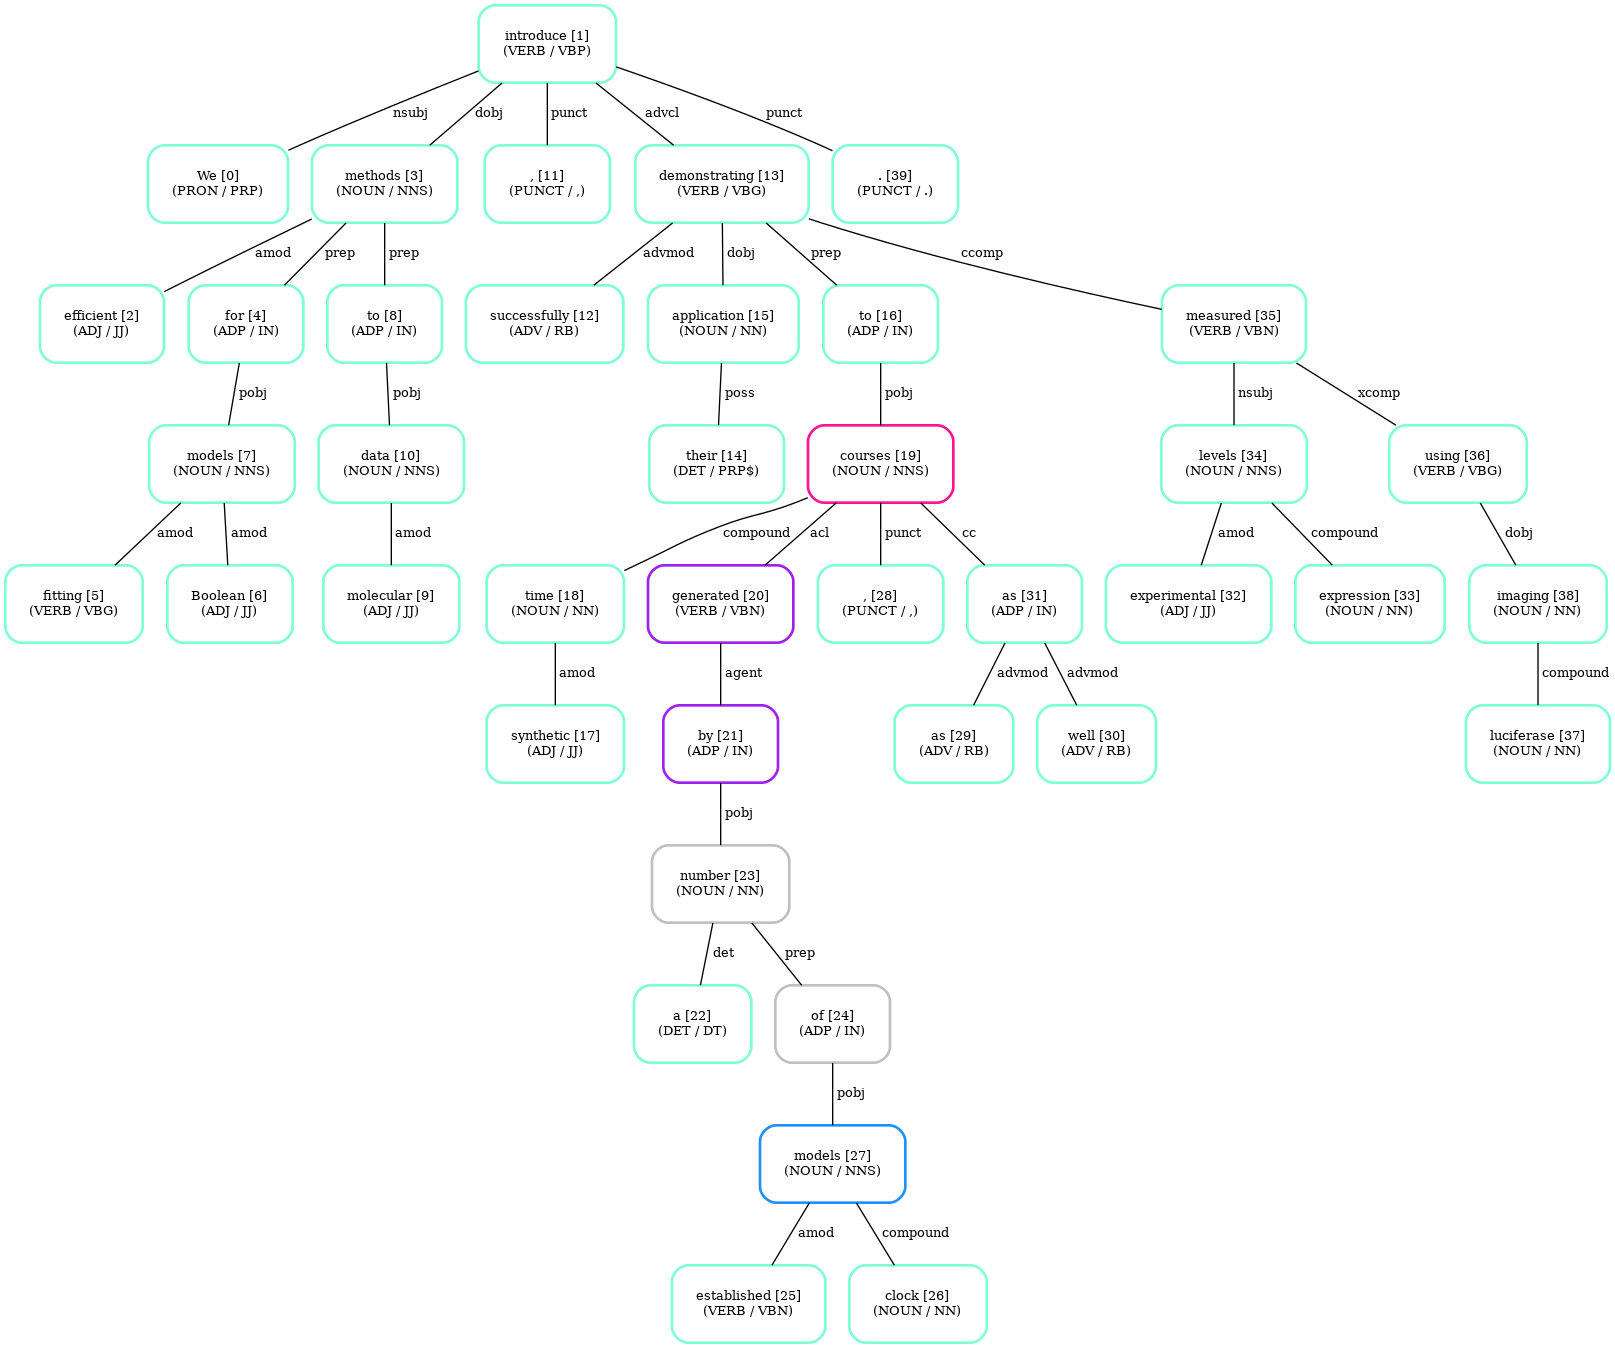 introduce [1]
(VERB / VBP)
nsubj
dobj
punct
advcl
punct
We [0]
(PRON / PRP)
methods [3]
(NOUN / NNS)
, [11]
(PUNCT / ,)
demonstrating [13]
(VERB / VBG)
. [39]
(PUNCT / .)
amod
prep
prep
advmod
dobj
prep
ccomp
efficient [2]
(ADJ / JJ)
for [4]
(ADP / IN)
to [8]
(ADP / IN)
successfully [12]
(ADV / RB)
application [15]
(NOUN / NN)
to [16]
(ADP / IN)
measured [35]
(VERB / VBN)
pobj
pobj
poss
pobj
nsubj
xcomp
models [7]
(NOUN / NNS)
data [10]
(NOUN / NNS)
their [14]
(DET / PRP$)
courses [19]
(NOUN / NNS)
levels [34]
(NOUN / NNS)
using [36]
(VERB / VBG)
amod
amod
amod
compound
acl
punct
cc
amod
compound
dobj
fitting [5]
(VERB / VBG)
Boolean [6]
(ADJ / JJ)
molecular [9]
(ADJ / JJ)
time [18]
(NOUN / NN)
generated [20]
(VERB / VBN)
, [28]
(PUNCT / ,)
as [31]
(ADP / IN)
experimental [32]
(ADJ / JJ)
expression [33]
(NOUN / NN)
imaging [38]
(NOUN / NN)
amod
agent
advmod
advmod
compound
synthetic [17]
(ADJ / JJ)
by [21]
(ADP / IN)
as [29]
(ADV / RB)
well [30]
(ADV / RB)
luciferase [37]
(NOUN / NN)
pobj
number [23]
(NOUN / NN)
det
prep
a [22]
(DET / DT)
of [24]
(ADP / IN)
pobj
models [27]
(NOUN / NNS)
amod
compound
established [25]
(VERB / VBN)
clock [26]
(NOUN / NN)